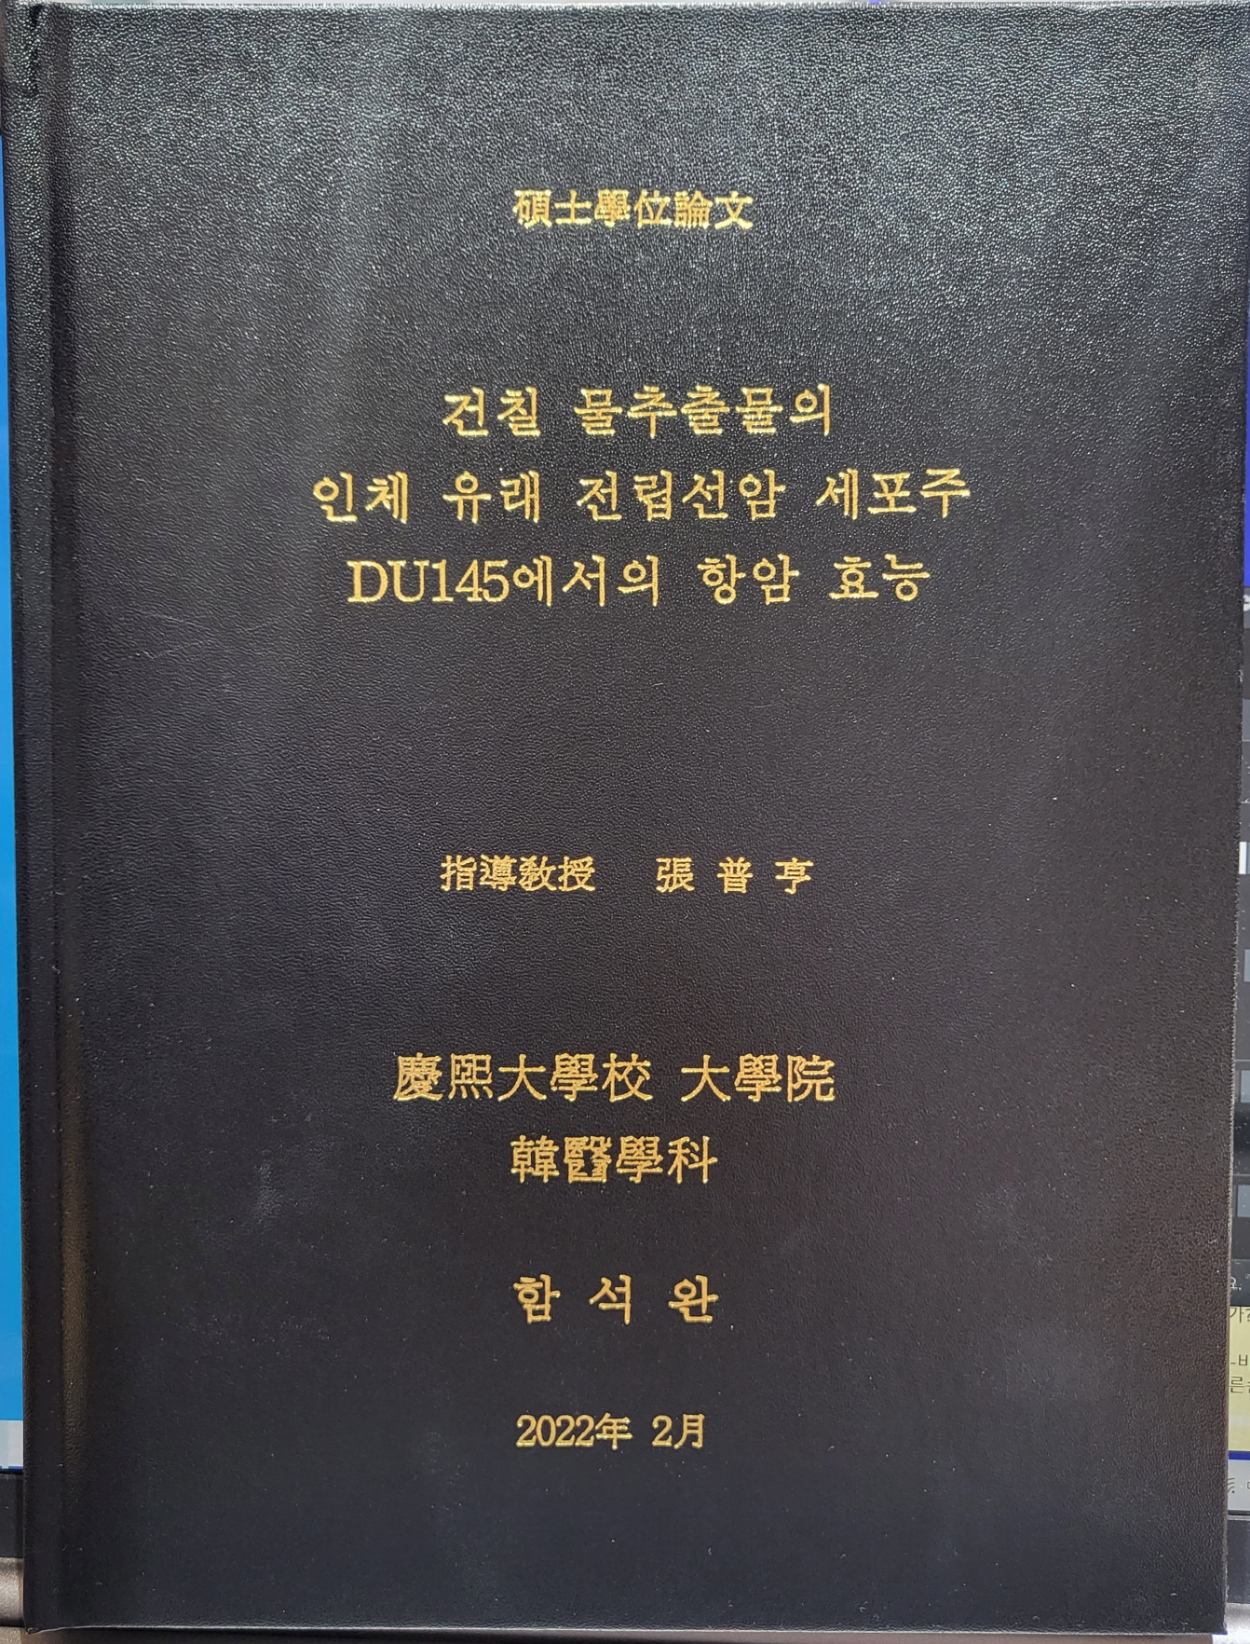 碩士學位論文
건칠 물추출물의
인체 유래 전립선암 세포주
DU145에서의 항암 효능
指導敎授 張 普 亨
慶熙大學校 大學院
韓醫學科
함 석 완
2022年 2月